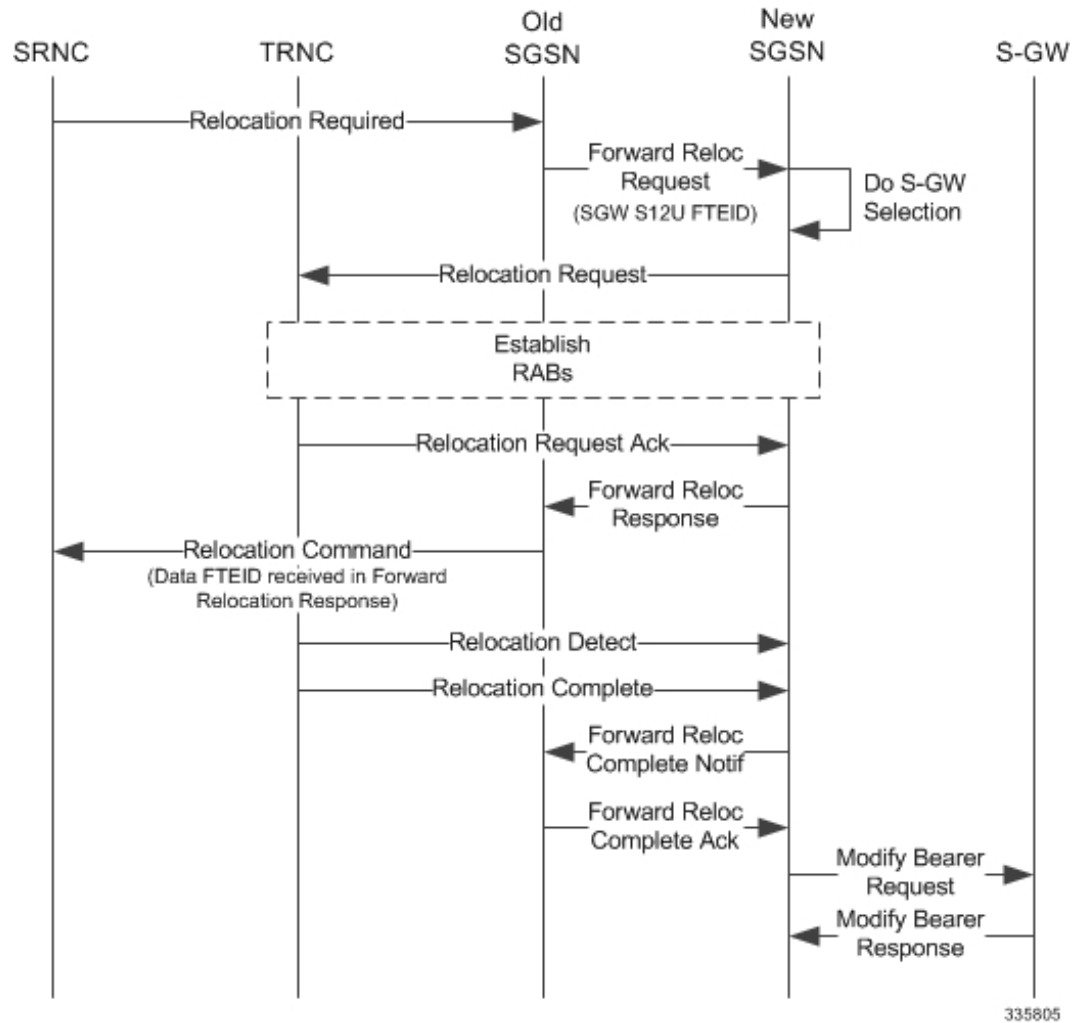 Old
New
SRNC
TRNC
SGSN
SGSN
S-GW
Relocation Required
Forward Reloc
Request
(SGW S12U FTEID)
Do S-GW
Selection
Relocation Request
Establish
RABs
Relocation Request Ack
Forward Reloc
Response
Relocation Command
(Data FTEID received in Forward
Relocation Response)
Relocation Detect
Relocation Complete
Forward Reloc
Complete Notif
Forward Reloc
Complete Ack
Modify Bearer
Request
Modify Bearer
Response
335805